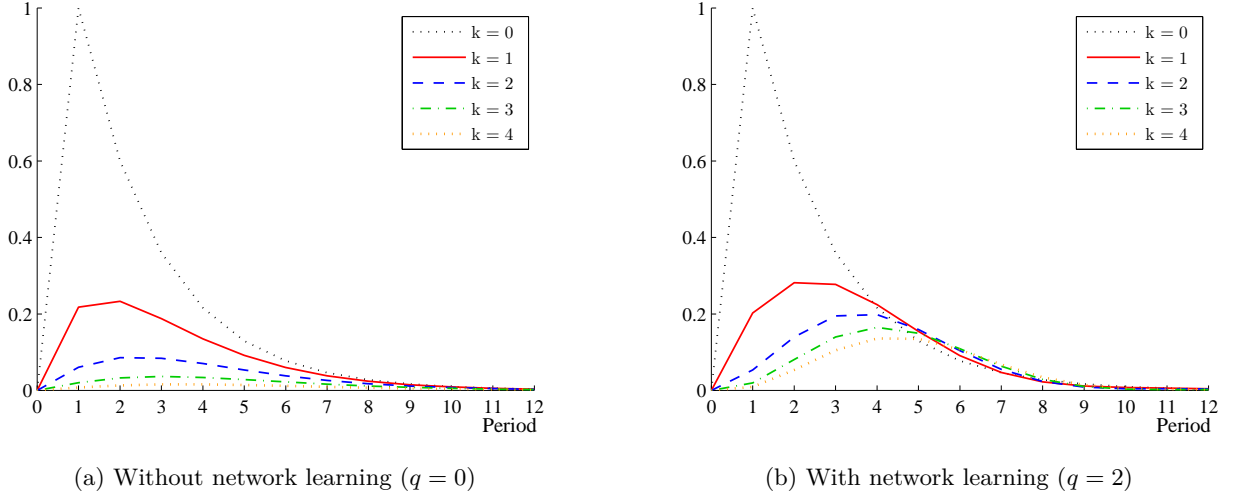 1
0.8
0.6
0.4
0.2
0
0 1 2 3 4 5 6 7 8 9 10 11 12
Period
k = 0
k = 1
k = 2
k = 3
k = 4
(a) Without network learning (q = 0)
1
0.8
0.6
0.4
0.2
0
0 1 2 3 4 5 6 7 8 9 10 11 12
Period
k = 0
k = 1
k = 2
k = 3
k = 4
(b) With network learning (q = 2)